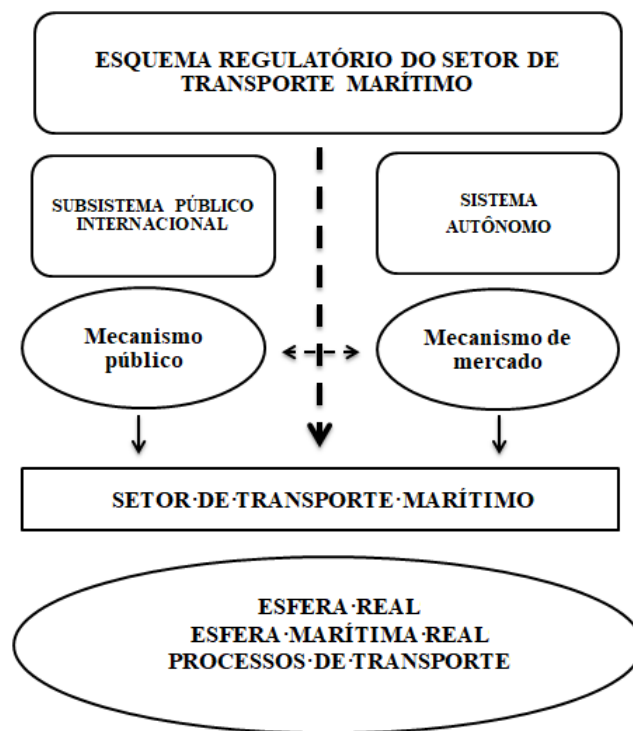 ESQUEMA REGULATÓRIO DO SETOR DE
TRANSPORTE MARÍTIMO
SUBSISTEMA PÚBLICO
INTERNACIONAL
SISTEMA
AUTÔNOMO
Mecanismo
público
Mecanismo de
mercado
SETOR·DE·TRANSPORTE·MARÍTIMO
ESFERA·REAL
ESFERA·MARÍTIMA·REAL
PROCESSOS·DE·TRANSPORTE